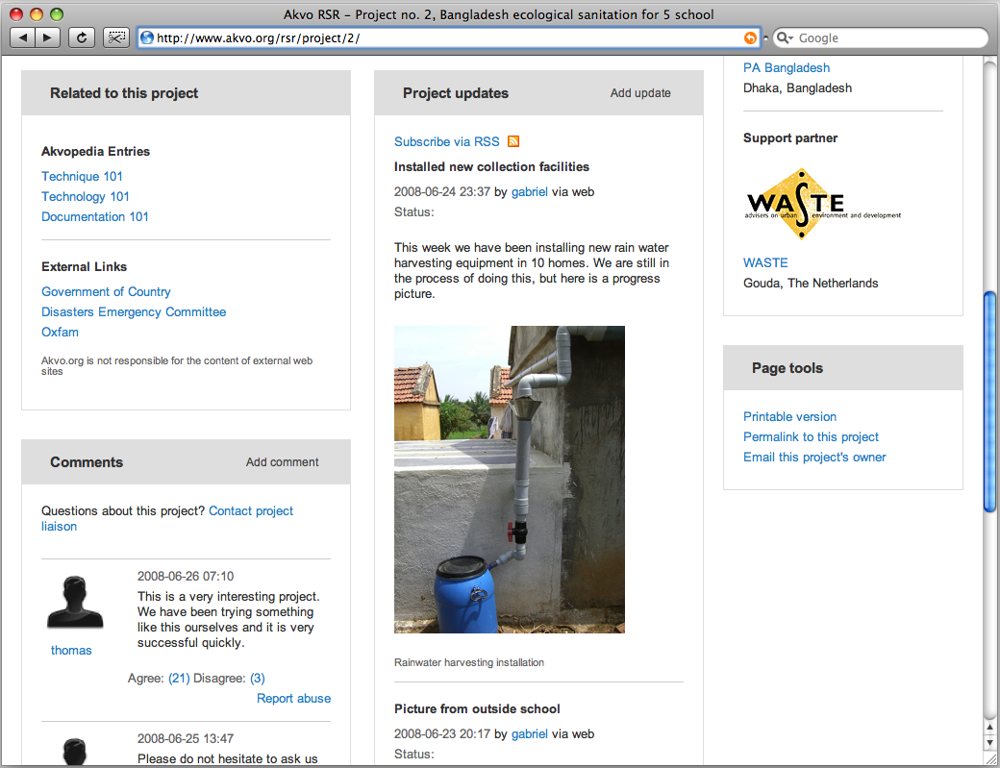 Akvo RSR – Project no. 2, Bangladesh ecological sanitation for 5 school
http://www.akvo.org/rsr/project/2/
Google
Related to this project
Akvopedia Entries
Technique 101
Technology 101
Documentation 101
External Links
Government of Country
Disasters Emergency Committee
Oxfam
Akvo.org is not responsible for the content of external web
sites
Comments
Add comment
Questions about this project? Contact project
liaison
2008-06-26 07:10
This is a very interesting project.
We have been trying something
like this ourselves and it is very
successful quickly.
thomas
Agree: (21) Disagree: (3)
Report abuse
2008-06-25 13:47
Please do not hesitate to ask us
Project updates
Add update
Subscribe via RSS
Installed new collection facilities
2008-06-24 23:37 by gabriel via web
Status:
This week we have been installing new rain water
harvesting equipment in 10 homes. We are still in
the process of doing this, but here is a progress
picture.
Rainwater harvesting installation
Picture from outside school
2008-06-23 20:17 by gabriel via web
Status:
PA Bangladesh
Dhaka, Bangladesh
Support partner
WASTE
advisers on urban environment and development
WASTE
Gouda, The Netherlands
Page tools
Printable version
Permalink to this project
Email this project's owner